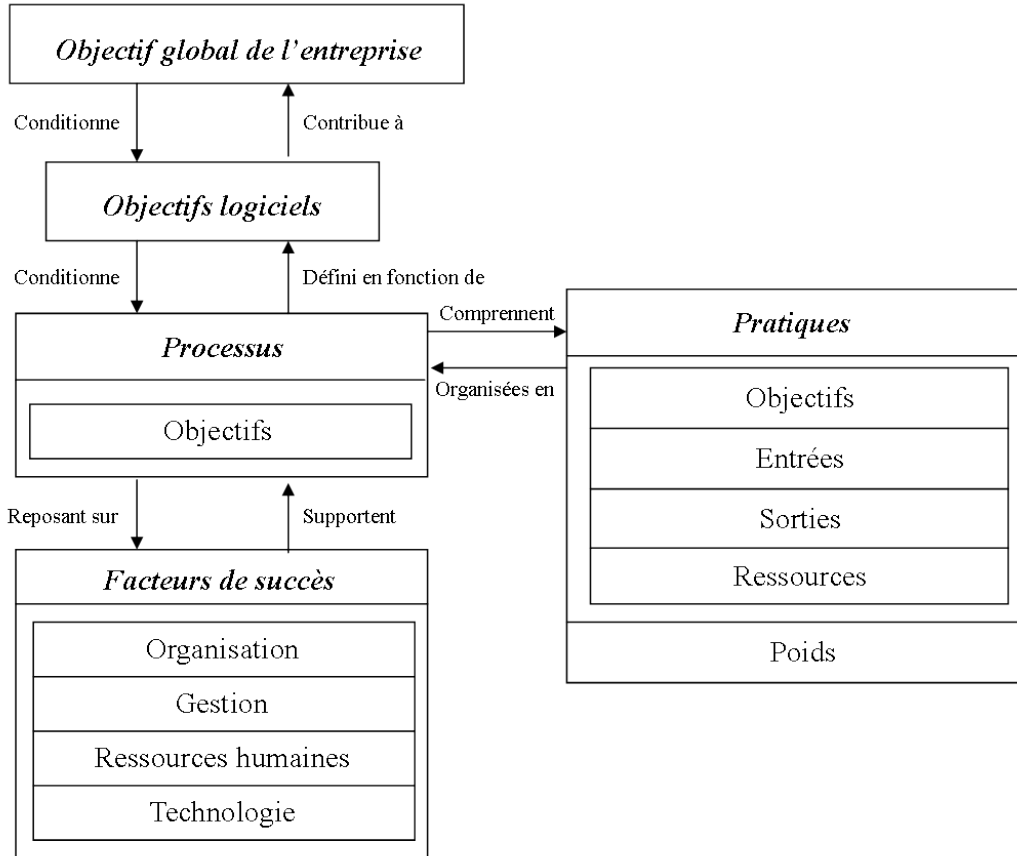 Objectif global de l'entreprise
Conditionne
Contribue à
Objectifs logiciels
Conditionne
Défini en fonction de
Processus
Objectifs
Comprennent
Organisées en
Pratiques
Objectifs
Entrées
Sorties
Ressources
Poids
Reposant sur
Supportent
Facteurs de succès
Organisation
Gestion
Ressources humaines
Technologie